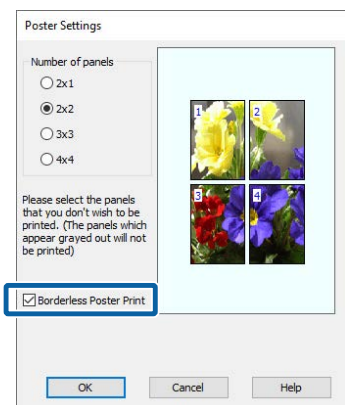 Poster Settings
Number of panels
2x1
2x2
3x3
4x4
1 2
3 4
Please select the panels
that you don't wish to be
printed. (The panels which
appear grayed out will not
be printed)
Borderless Poster Print
OK Cancel Help